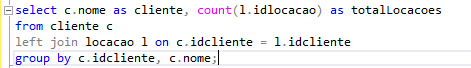 select c.nome as cliente, count(l.idlocacao) as totalLocacoes
from cliente c
left join locacao l on c.idcliente = l.idcliente
group by c.idcliente, c.nome;